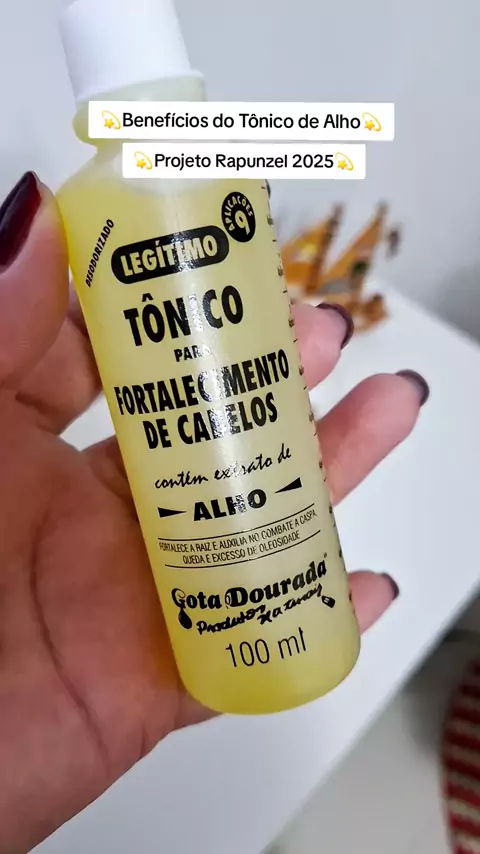 💫Benefícios do Tônico de Alho💫
💫Projeto Rapunzel 2025💫
DESODORIZADO
LEGÍTIMO
9 APLICAÇÕES
TÔNICO
PARA
FORTALECIMENTO
DE CABELOS
contém extrato de
ALHO
FORTALECE A RAIZ E AUXILIA NO COMBATE A CASPA,
QUEDA E EXCESSO DE OLEOSIDADE
Gota Dourada
Produtos Naturais
100 ml